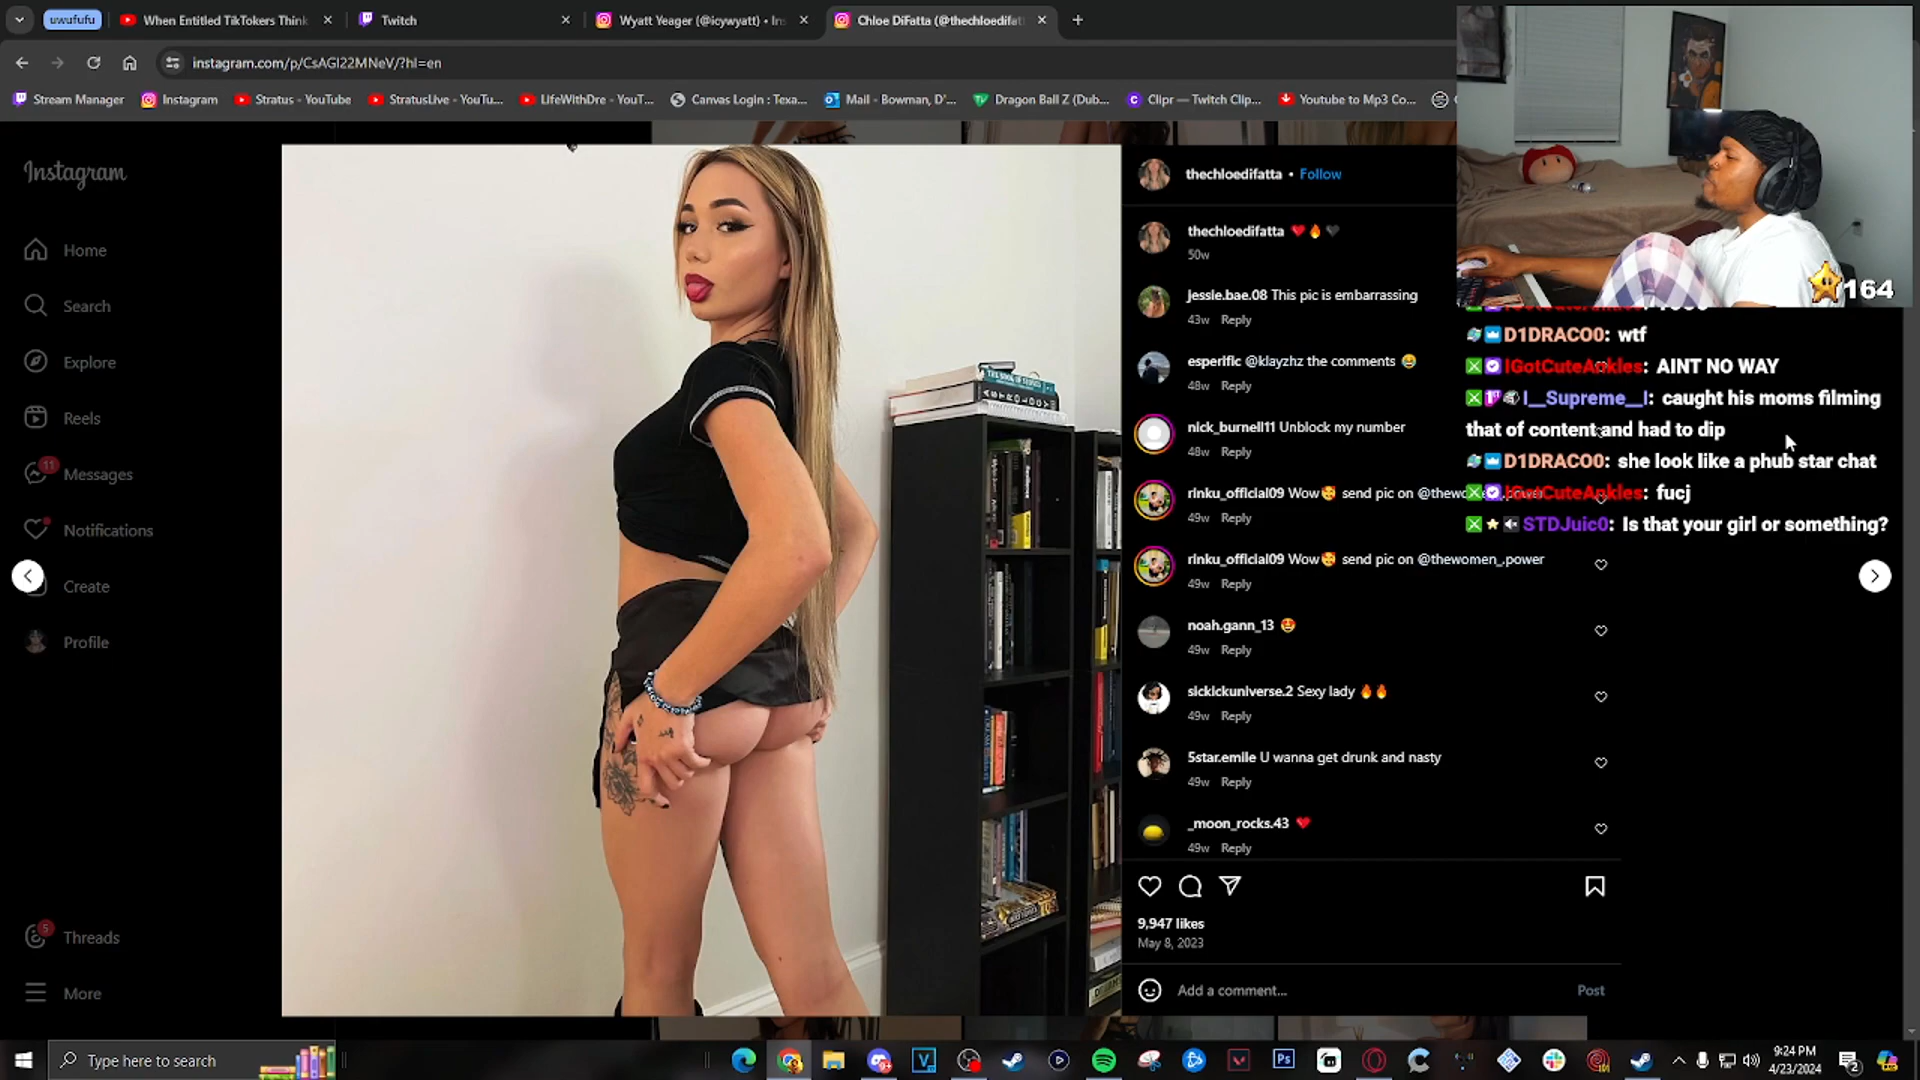 uwufufu
When Entitled TikTokers Think
Twitch
Wyatt Yeager (@icywyatt) • Ins
Chloe DiFatta (@thechloedifat
instagram.com/p/CsAGI22MNeV/?hl=en
Stream Manager
Instagram
Stratus - YouTube
StratusLive - YouTu...
LifeWithDre - YouT...
Canvas Login : Texa...
Mail - Bowman, D'...
Dragon Ball Z (Dub...
Clipr — Twitch Clip...
Youtube to Mp3 Co...
Instagram
Home
Search
Explore
Reels
11
Messages
Notifications
Create
Profile
5
Threads
More
thechloedifatta • Follow
thechloedifatta ❤️🔥🖤
50w
jessie.bae.08 This pic is embarrassing
43w Reply
esperific @klayzhz the comments 😂
48w Reply
nick_burnell11 Unblock my number
48w Reply
rinku_official09 Wow🥰 send pic on
49w Reply
rinku_official09 Wow🥰 send pic on @thewomen_.power
49w Reply
noah.gann_13 😍
49w Reply
sickickuniverse.2 Sexy lady 🔥🔥
49w Reply
5star.emile U wanna get drunk and nasty
49w Reply
_moon_rocks.43 ❤️
49w Reply
9,947 likes
May 8, 2023
Add a comment...
Post
164
D1DRACO0: wtf
IGotCuteAnkles: AINT NO WAY
I__Supreme__I: caught his moms filming
that of content and had to dip
D1DRACO0: she look like a phub star chat
IGotCuteAnkles: fucj
STDJuic0: Is that your girl or something?
ASTROLOGY
Type here to search
9:24 PM
4/23/2024
2